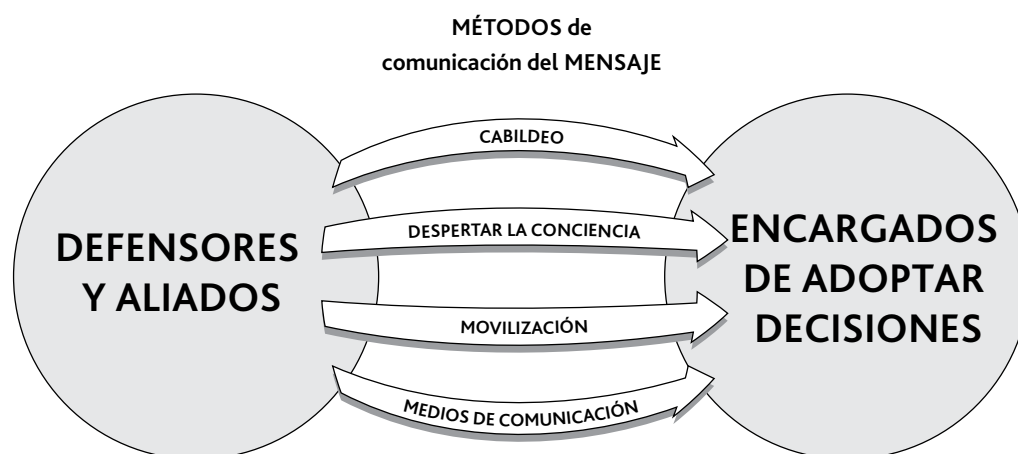 MÉTODOS de
comunicación del MENSAJE
CABILDEO
DESPERTAR LA CONCIENCIA
DEFENSORES
Y ALIADOS
ENCARGADOS
DE ADOPTAR
DECISIONES
MOVILIZACIÓN
MEDIOS DE COMUNICACIÓN